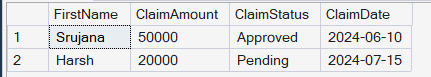 FirstName ClaimAmount ClaimStatus ClaimDate
1 Srujana 50000 Approved 2024-06-10
2 Harsh 20000 Pending 2024-07-15